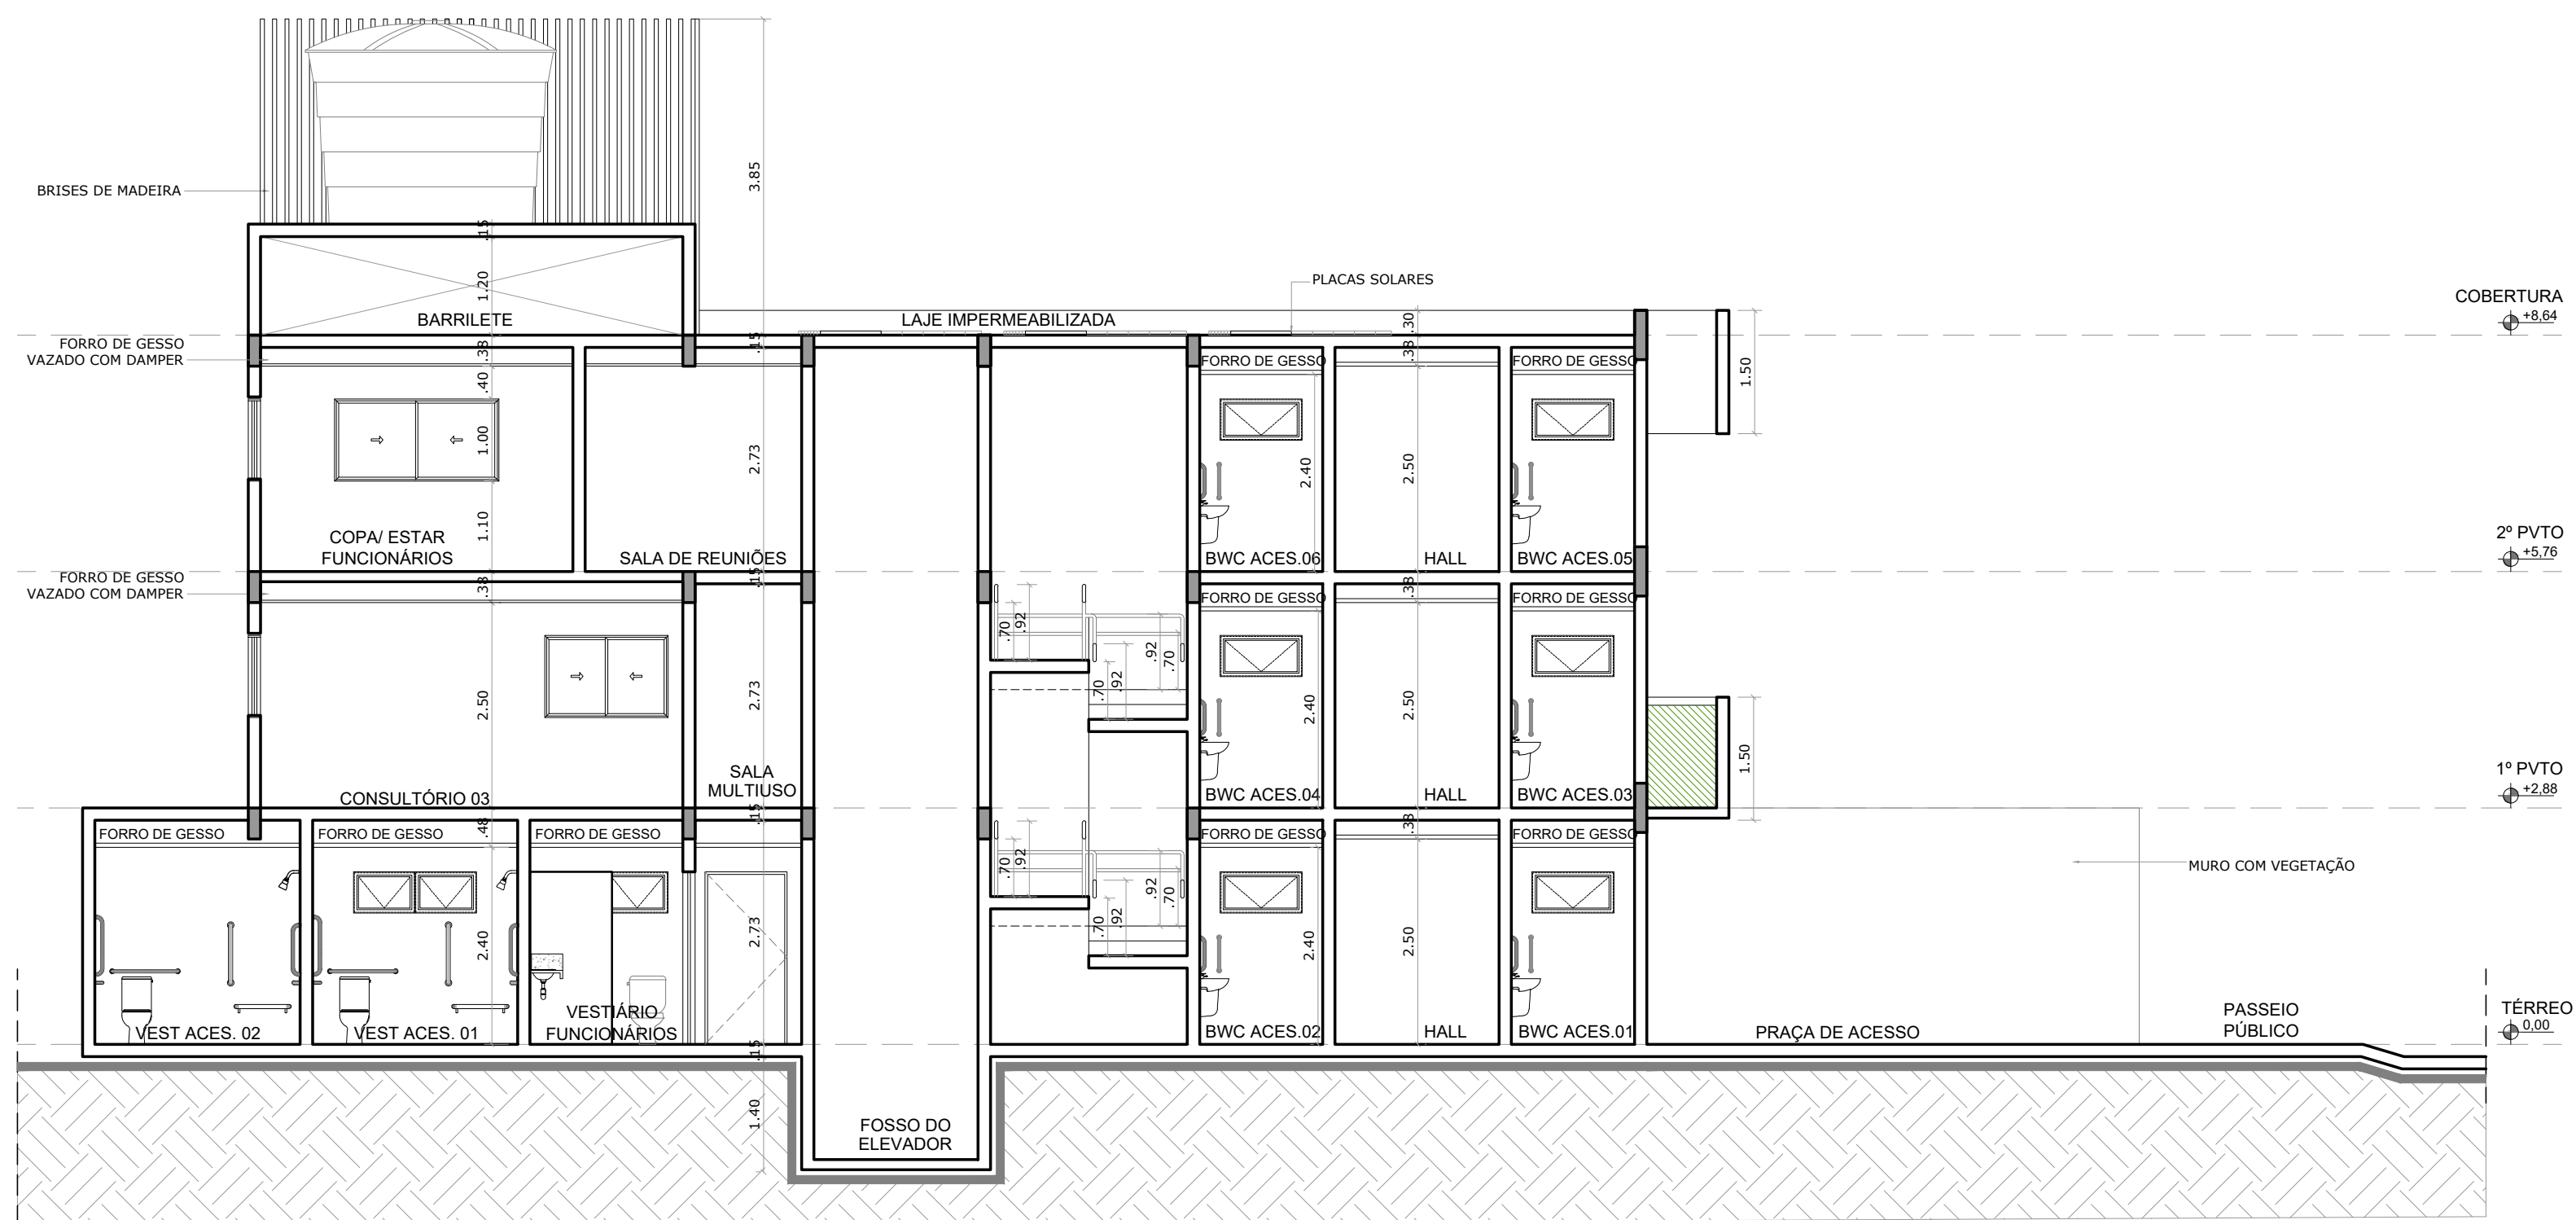 BRISES DE MADEIRA
3.85
.15
1.20
BARRILETE
PLACAS SOLARES
LAJE IMPERMEABILIZADA
COBERTURA
+8,64
FORRO DE GESSO
VAZADO COM DAMPER
.38
.15
.30
.38
FORRO DE GESSO
FORRO DE GESSO
1.50
.40
1.00
1.10
2.73
2.40
2.50
COPA/ ESTAR
FUNCIONÁRIOS
SALA DE REUNIÕES
BWC ACES.06
HALL
BWC ACES.05
2º PVTO
+5,76
FORRO DE GESSO
VAZADO COM DAMPER
.38
.15
.38
FORRO DE GESSO
FORRO DE GESSO
.70
.92
.92
.70
.70
.92
2.50
2.73
2.40
2.50
1.50
SALA
MULTIUSO
CONSULTÓRIO 03
BWC ACES.04
HALL
BWC ACES.03
1º PVTO
+2,88
FORRO DE GESSO
FORRO DE GESSO
FORRO DE GESSO
.48
.15
.38
FORRO DE GESSO
FORRO DE GESSO
MURO COM VEGETAÇÃO
.70
.92
.92
.70
.70
.92
2.40
2.73
2.40
2.50
VEST ACES. 02
VEST ACES. 01
VESTIÁRIO
FUNCIONÁRIOS
BWC ACES.02
HALL
BWC ACES.01
PRAÇA DE ACESSO
PASSEIO
PÚBLICO
TÉRREO
0,00
.15
1.40
FOSSO DO
ELEVADOR